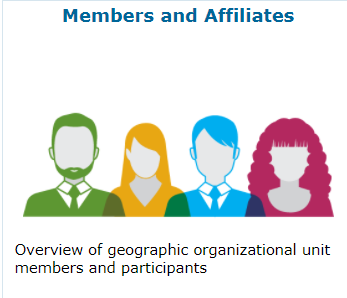 Members and Affiliates
Overview of geographic organizational unit
members and participants